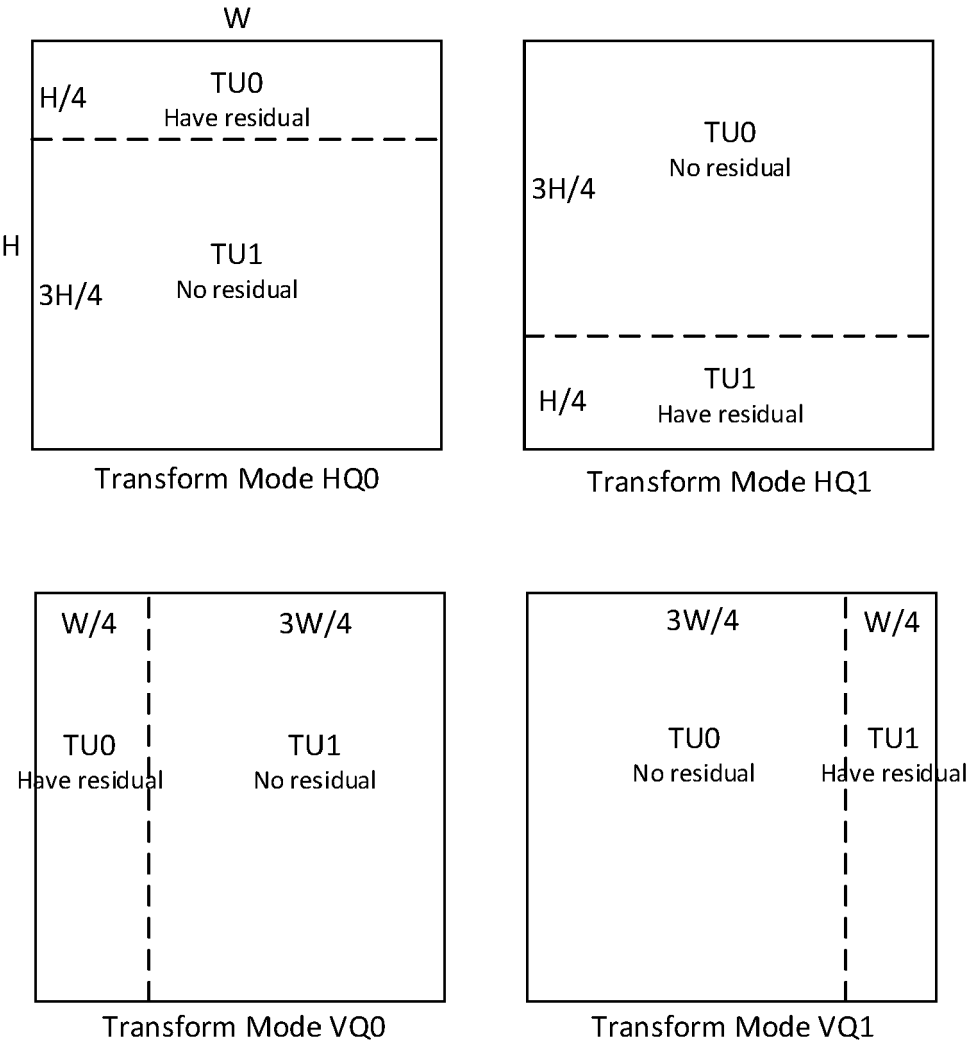 W
H/4
TU0
Have residual
H
TU1
No residual
3H/4
Transform Mode HQ0
TU0
No residual
3H/4
TU1
H/4
Have residual
Transform Mode HQ1
W/4
3W/4
TU0
Have residual
TU1
No residual
Transform Mode VQ0
3W/4
W/4
TU0
No residual
TU1
Have residual
Transform Mode VQ1